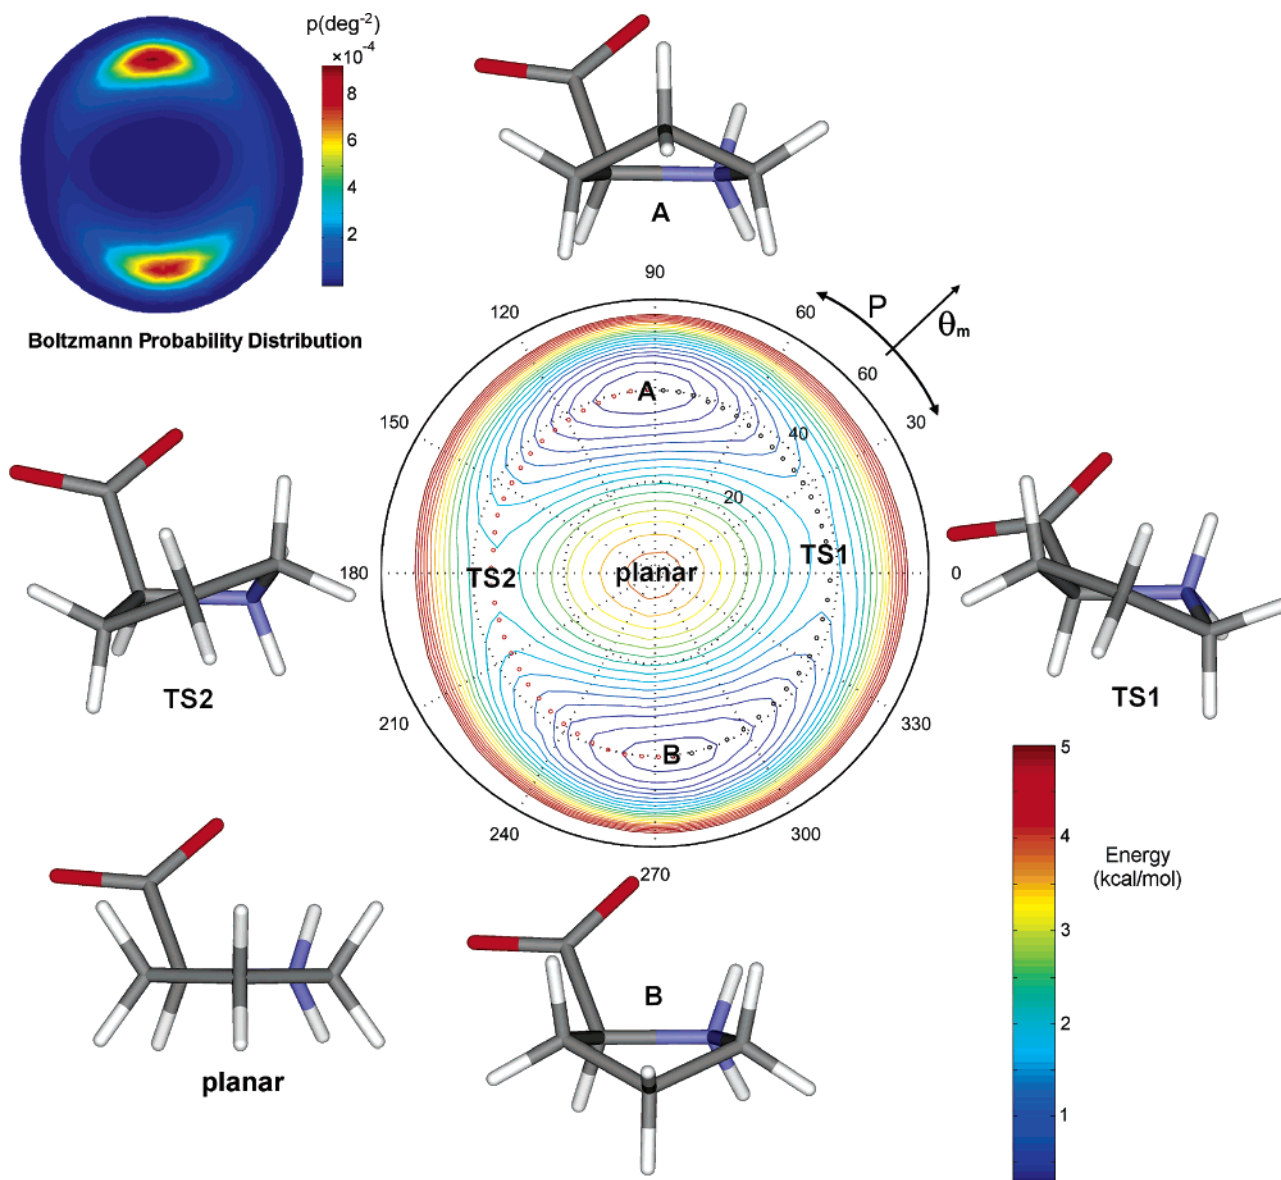 p(deg-2)
×10-4
8
6
4
2
Boltzmann Probability Distribution
A
90
120
60
P
θm
60
150
30
A
40
20
TS1
180
TS2
planar
0
TS2
TS1
210
330
B
240
300
270
5
4
Energy
(kcal/mol)
3
2
1
B
planar